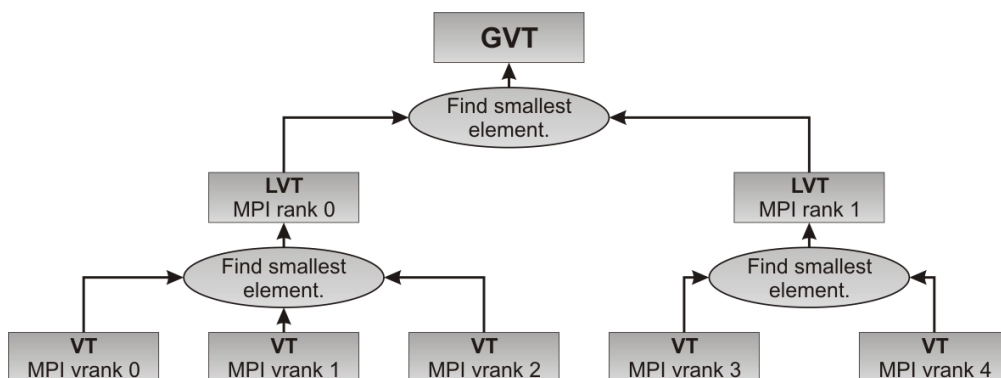 GVT
Find smallest
element.
LVT
MPI rank 0
LVT
MPI rank 1
Find smallest
element.
Find smallest
element.
VT
MPI vrank 0
VT
MPI vrank 1
VT
MPI vrank 2
VT
MPI vrank 3
VT
MPI vrank 4